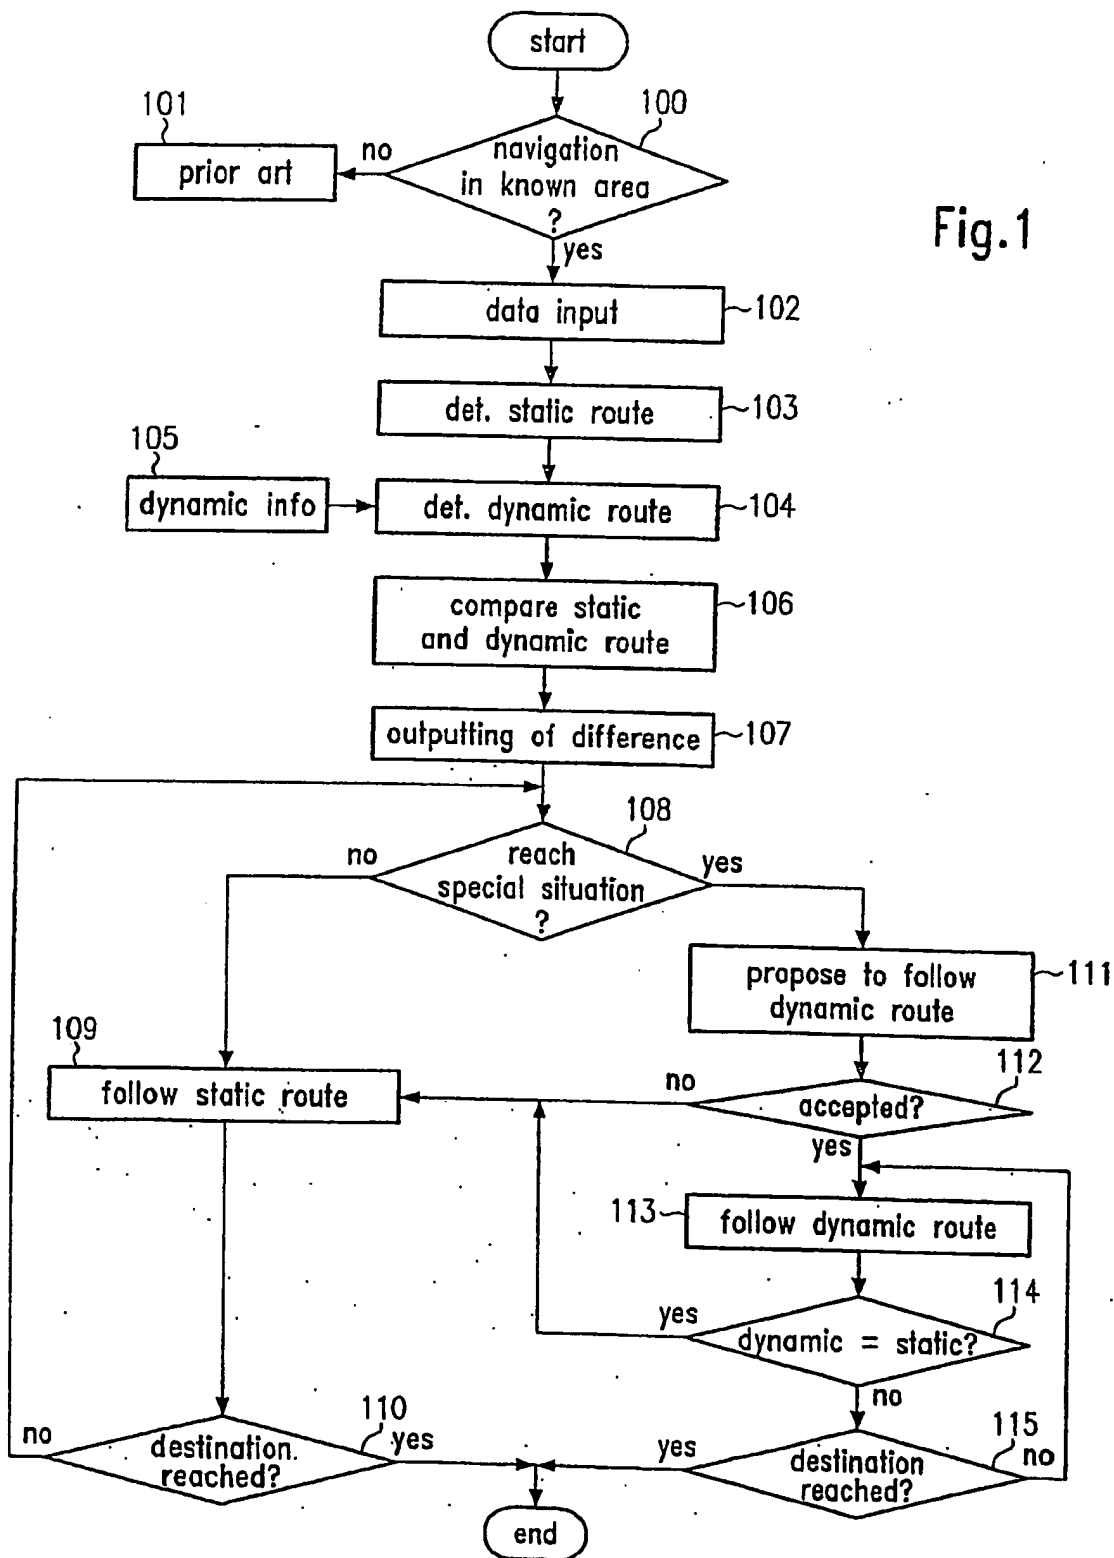 start
100
101
navigation
in known area
?
no
prior art
Fig.1
yes
data input
102
det. static route
103
105
dynamic info
det. dynamic route
104
compare static
and dynamic route
106
outputting of difference
107
108
no
reach
special situation
?
yes
propose to follow
dynamic route
111
109
follow static route
no
accepted?
112
yes
113
follow dynamic route
114
yes
dynamic = static?
no
110
no
destination
reached?
yes
115
yes
destination
reached?
no
end